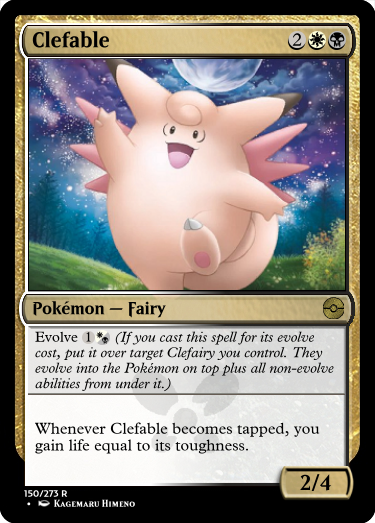 Clefable 2
Pokémon — Fairy
Evolve 1 (If you cast this spell for its evolve
cost, put it over target Clefairy you control. They
evolve into the Pokémon on top plus all non-evolve
abilities from under it.)
Whenever Clefable becomes tapped, you
gain life equal to its toughness.
2/4
150/273 R
• Kagemaru Himeno